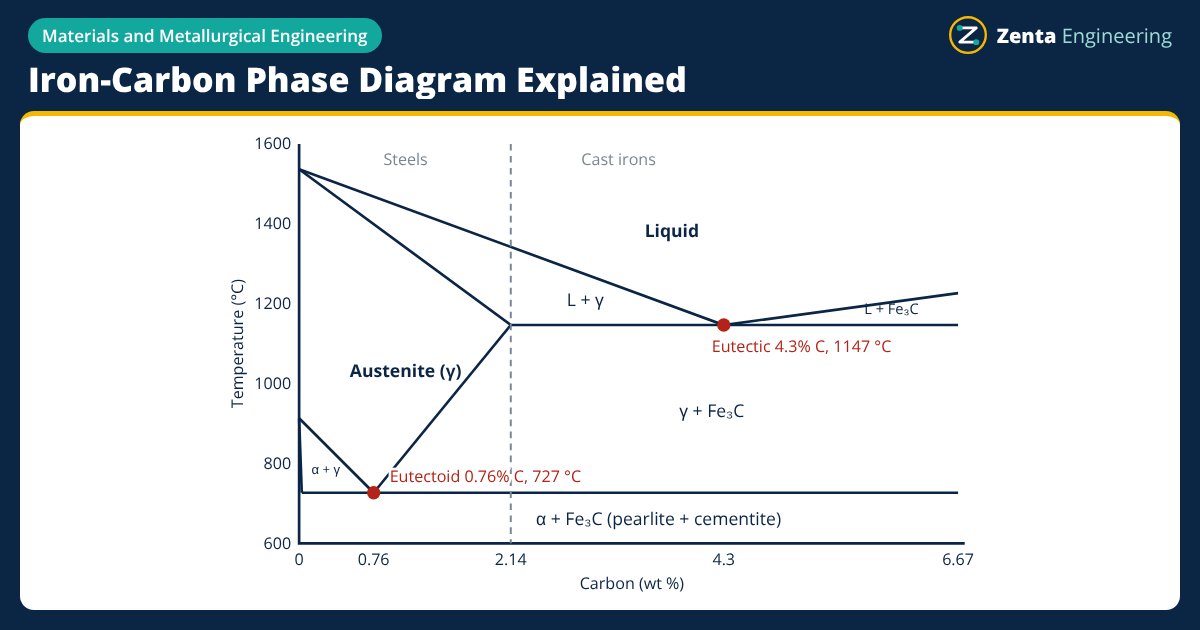 Materials and Metallurgical Engineering
Zenta Engineering
Iron-Carbon Phase Diagram Explained
1600
Steels
Cast irons
1400
Liquid
1200
L + γ
L + Fe₃C
Eutectic 4.3% C, 1147 °C
Temperature (°C)
Austenite (γ)
1000
γ + Fe₃C
800
α + γ
Eutectoid 0.76% C, 727 °C
α + Fe₃C (pearlite + cementite)
600
0
0.76
2.14
4.3
6.67
Carbon (wt %)